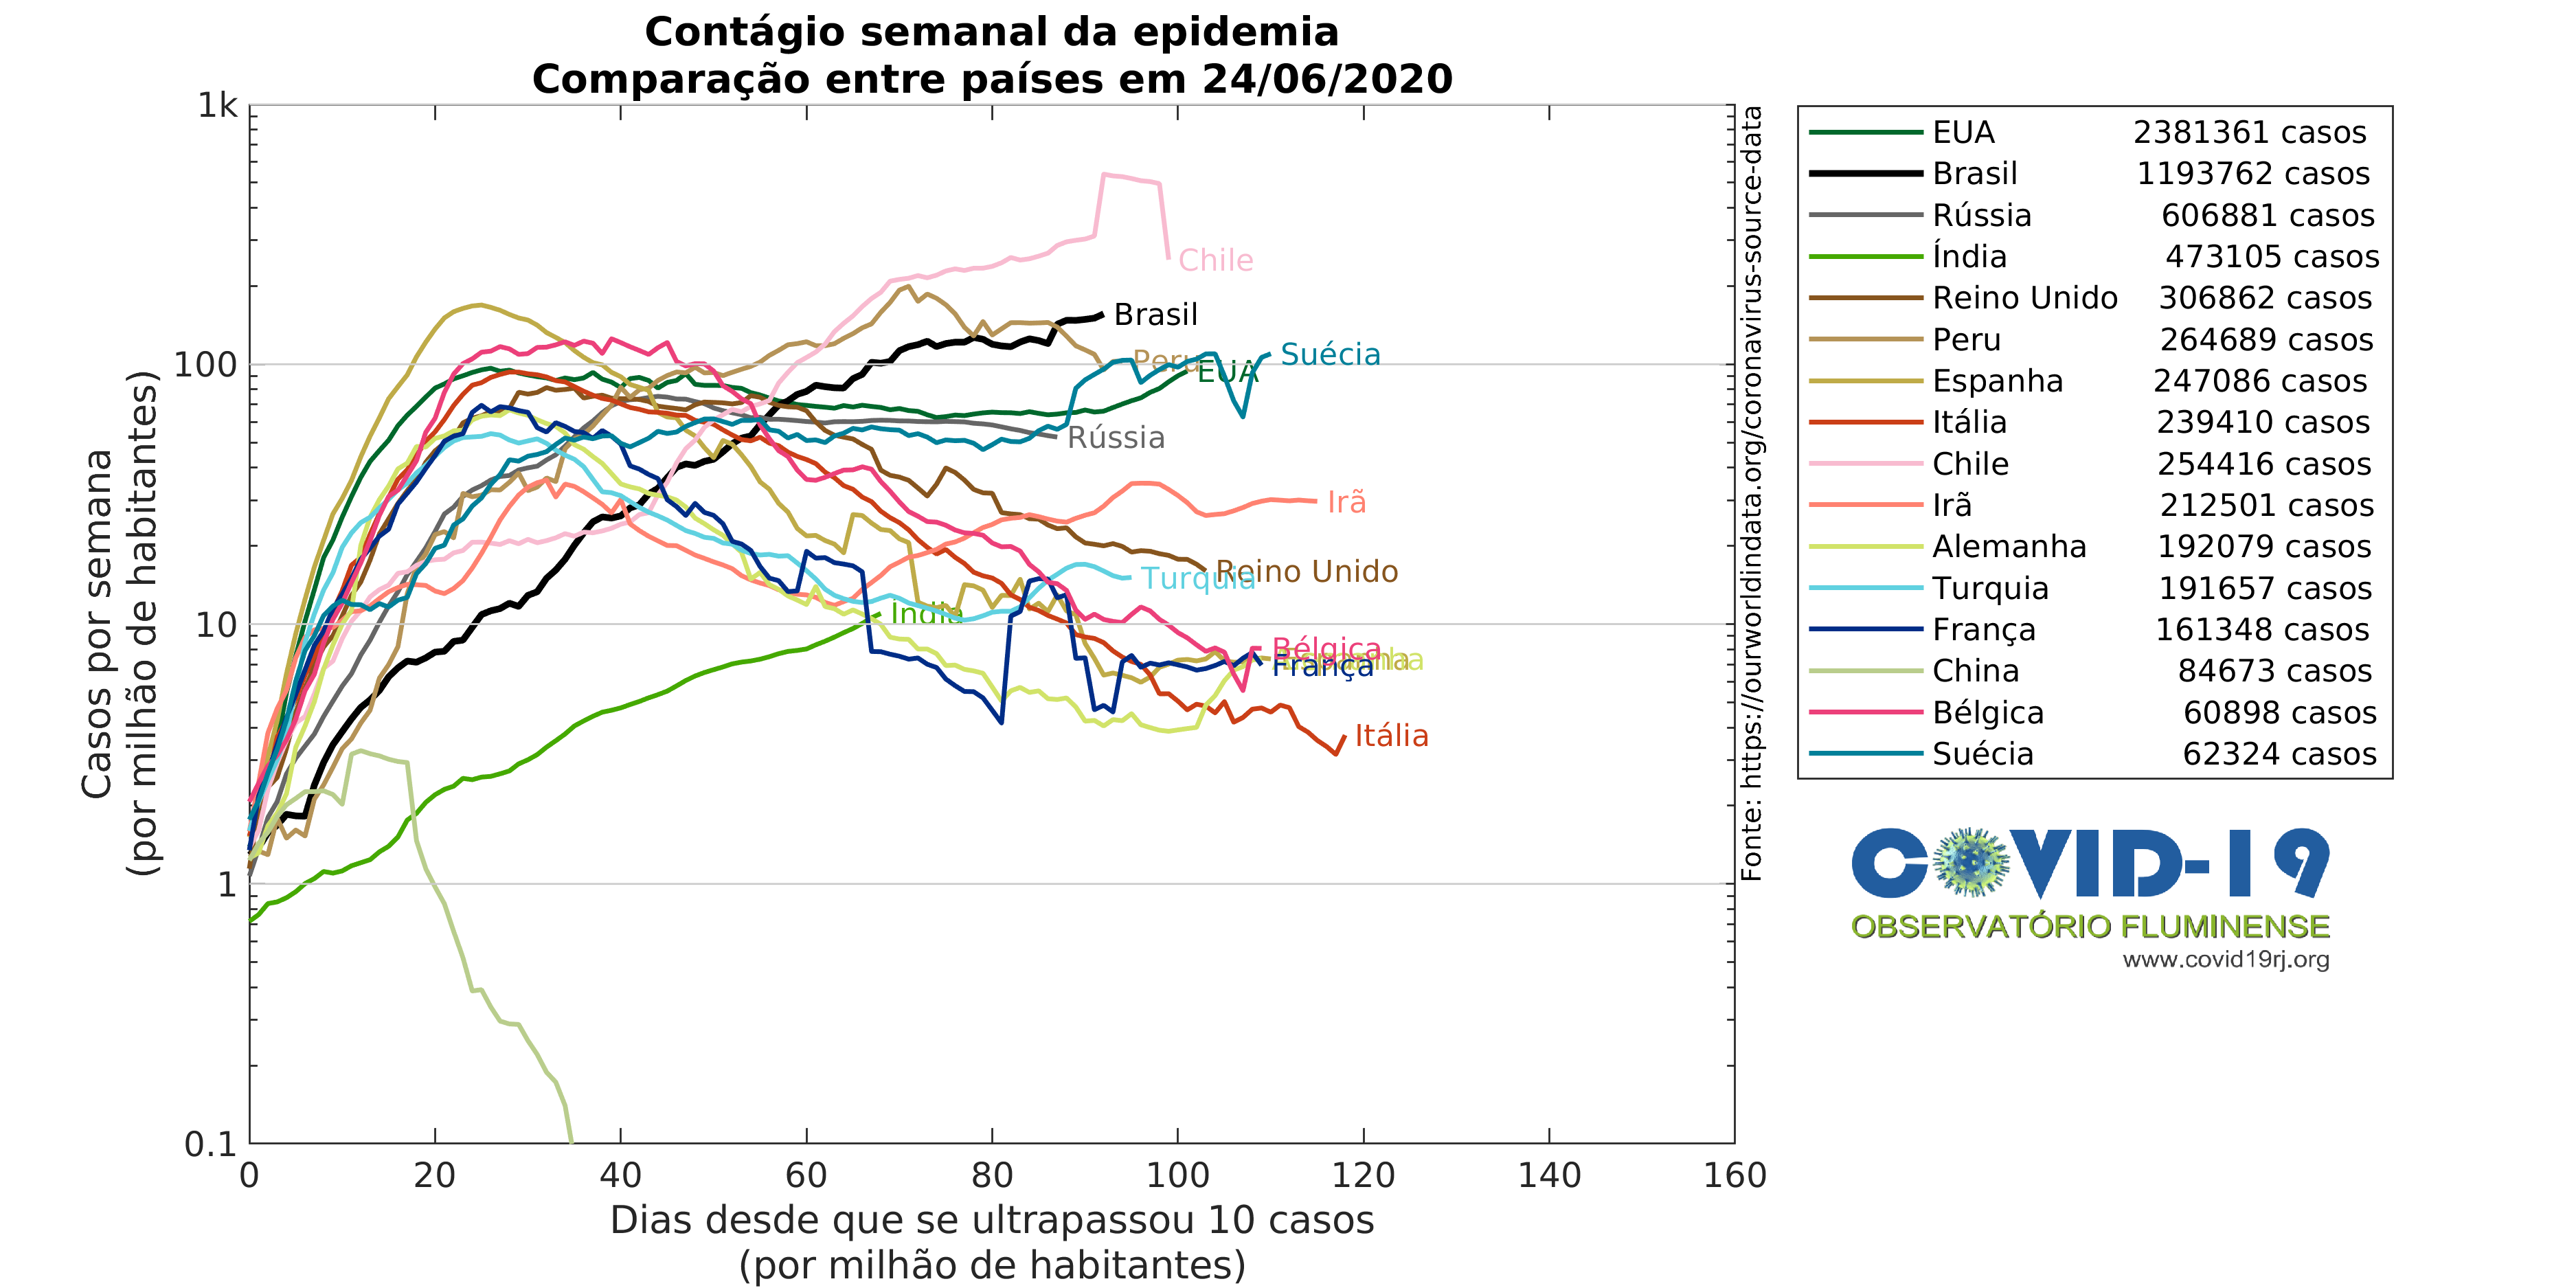 Contágio semanal da epidemia
Comparação entre países em 24/06/2020
Casos por semana
(por milhão de habitantes)
1k
100
10
1
0.1
0 20 40 60 80 100 120 140 160
Dias desde que se ultrapassou 10 casos
(por milhão de habitantes)
Chile
Brasil
Peru
EUA
Suécia
Rússia
Irã
Reino Unido
Turquia
Índia
Bélgica
França
Itália
Fonte: https://ourworldindata.org/coronavirus-source-data
EUA 2381361 casos
Brasil 1193762 casos
Rússia 606881 casos
Índia 473105 casos
Reino Unido 306862 casos
Peru 264689 casos
Espanha 247086 casos
Itália 239410 casos
Chile 254416 casos
Irã 212501 casos
Alemanha 192079 casos
Turquia 191657 casos
França 161348 casos
China 84673 casos
Bélgica 60898 casos
Suécia 62324 casos
COVID-19
OBSERVATÓRIO FLUMINENSE
www.covid19rj.org